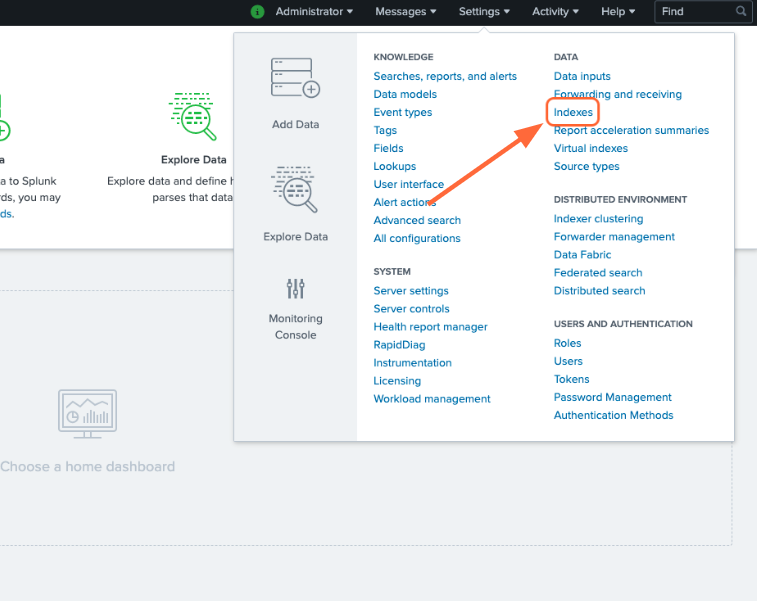 Administrator
Messages
Settings
Activity
Help
Find
a
a to Splunk
rds, you may
ds.
Explore Data
Explore data and define h
parses that data
Add Data
Explore Data
Monitoring
Console
KNOWLEDGE
Searches, reports, and alerts
Data models
Event types
Tags
Fields
Lookups
User interface
Alert actions
Advanced search
All configurations
SYSTEM
Server settings
Server controls
Health report manager
RapidDiag
Instrumentation
Licensing
Workload management
DATA
Data inputs
Forwarding and receiving
Indexes
Report acceleration summaries
Virtual indexes
Source types
DISTRIBUTED ENVIRONMENT
Indexer clustering
Forwarder management
Data Fabric
Federated search
Distributed search
USERS AND AUTHENTICATION
Roles
Users
Tokens
Password Management
Authentication Methods
Choose a home dashboard